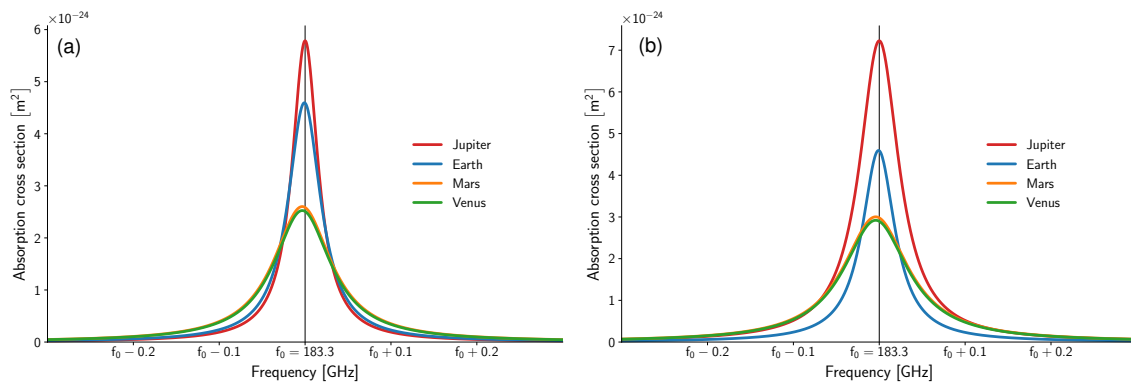 ×10⁻²⁴
(a)
6
5
4
3
2
1
0
Absorption cross section [m²]
Jupiter
Earth
Mars
Venus
f₀ − 0.2 f₀ − 0.1 f₀ = 183.3 f₀ + 0.1 f₀ + 0.2
Frequency [GHz]
×10⁻²⁴
(b)
7
6
5
4
3
2
1
0
Absorption cross section [m²]
Jupiter
Earth
Mars
Venus
f₀ − 0.2 f₀ − 0.1 f₀ = 183.3 f₀ + 0.1 f₀ + 0.2
Frequency [GHz]